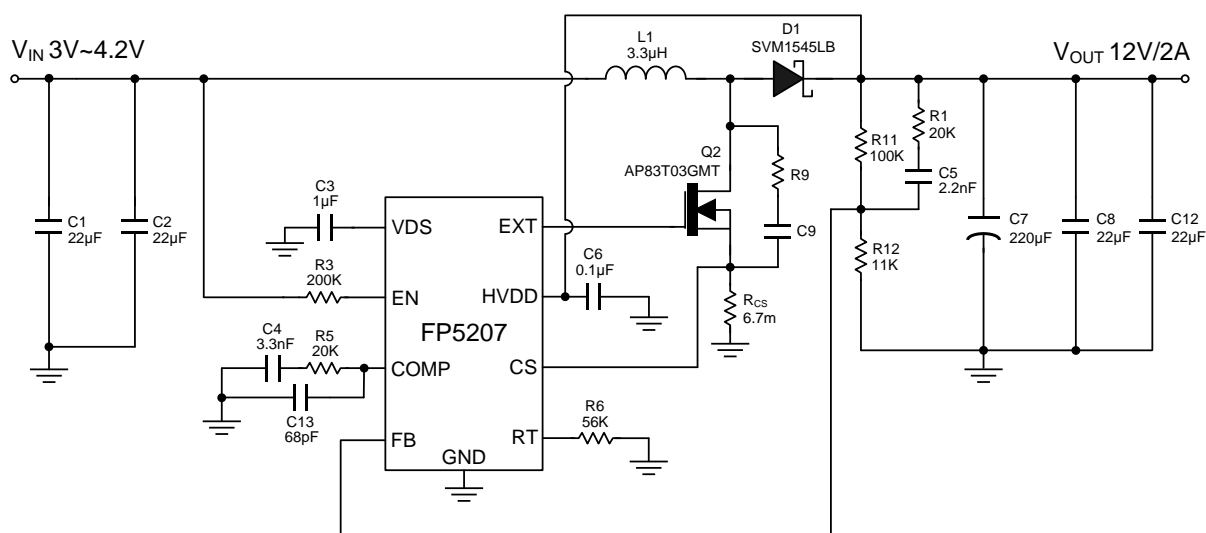 V_IN 3V~4.2V
L1
3.3µH
D1
SVM1545LB
V_OUT 12V/2A
C1
22µF
C2
22µF
C3
1µF
R3
200K
C4
3.3nF
R5
20K
C13
68pF
VDS
EN
COMP
FB
FP5207
GND
EXT
HVDD
CS
RT
Q2
AP83T03GMT
R9
C9
C6
0.1µF
R_CS
6.7m
R6
56K
R11
100K
R12
11K
R1
20K
C5
2.2nF
C7
220µF
C8
22µF
C12
22µF